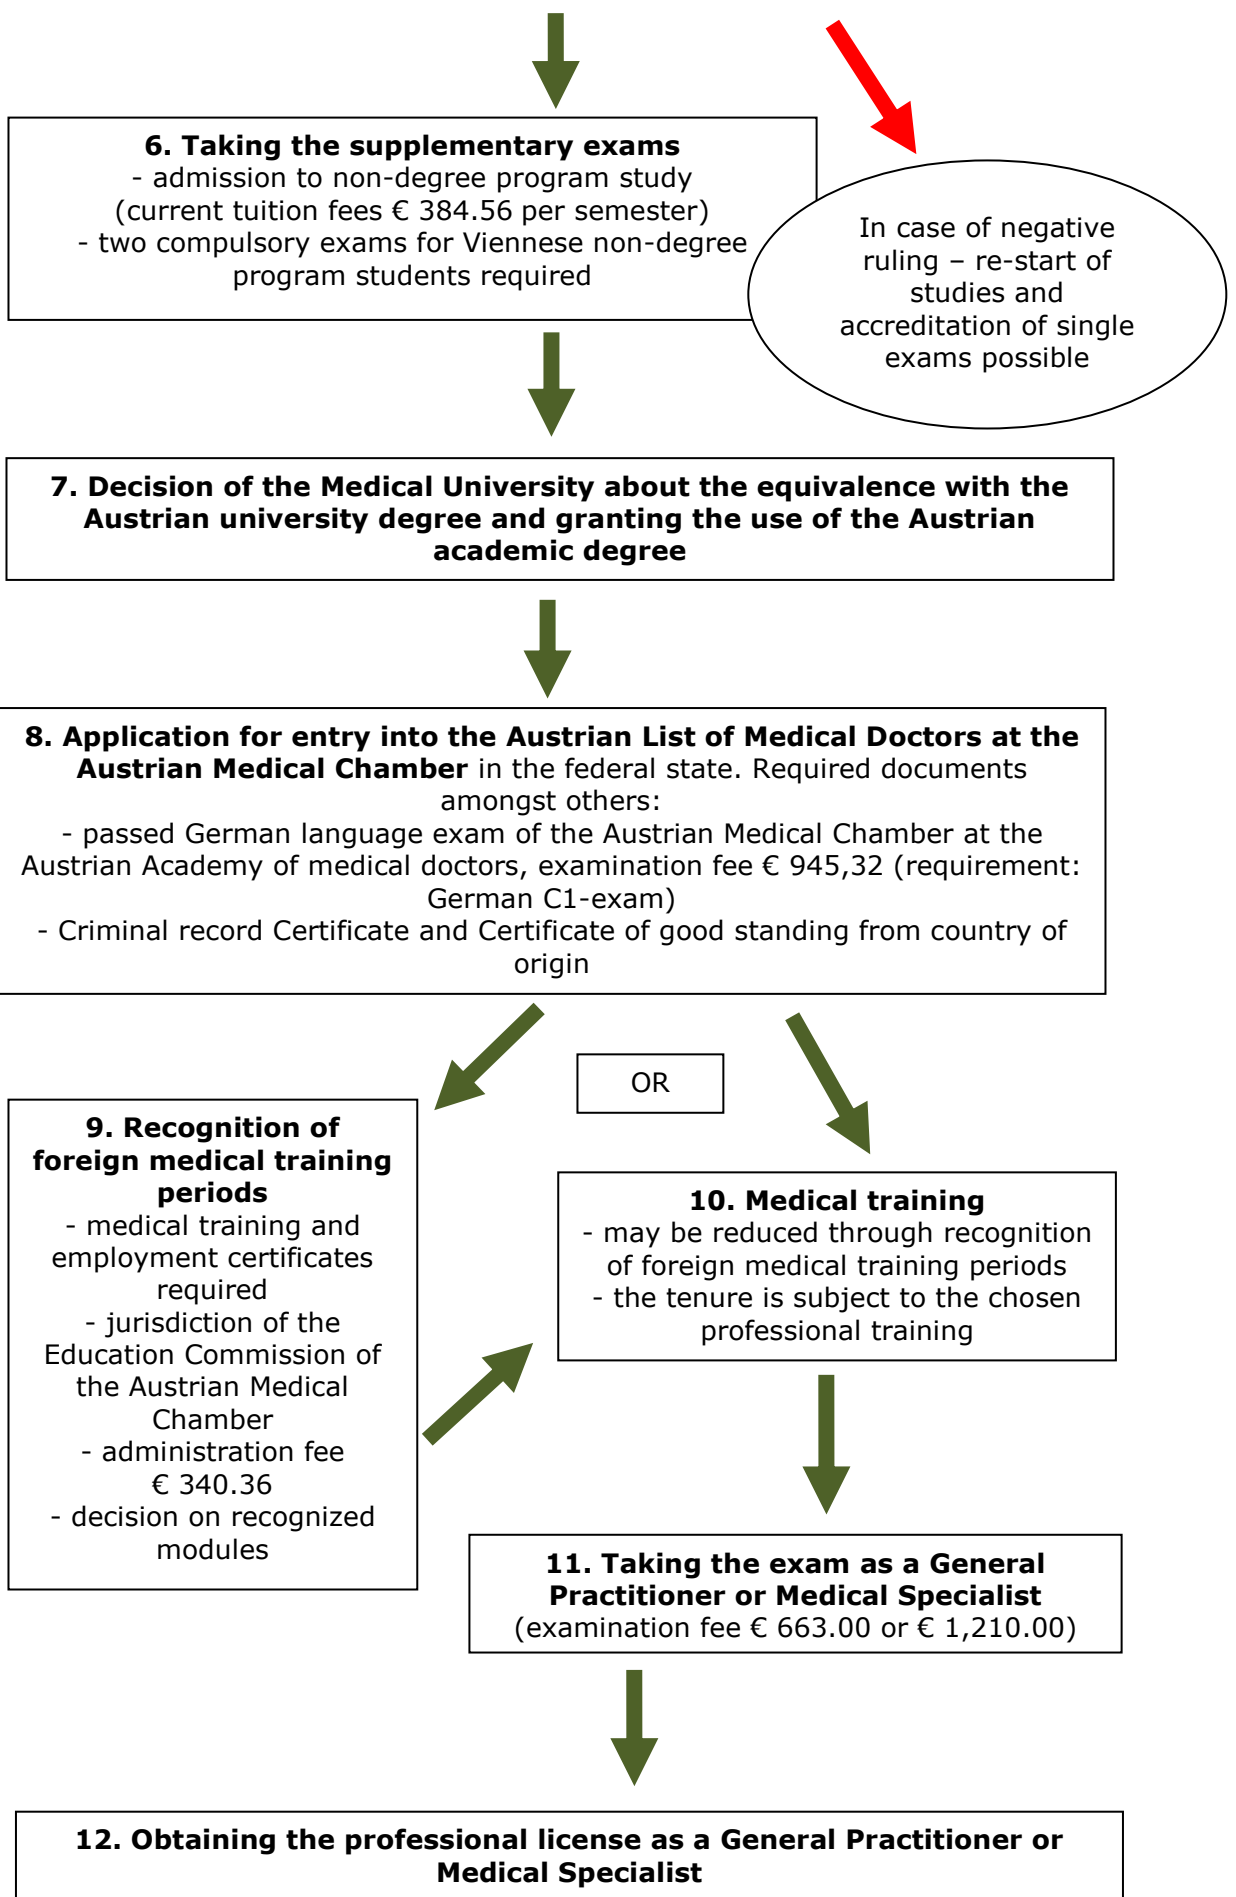 6. Taking the supplementary exams
- admission to non-degree program study
(current tuition fees € 384.56 per semester)
- two compulsory exams for Viennese non-degree
program students required
In case of negative
ruling – re-start of
studies and
accreditation of single
exams possible
7. Decision of the Medical University about the equivalence with the
Austrian university degree and granting the use of the Austrian
academic degree
8. Application for entry into the Austrian List of Medical Doctors at the
Austrian Medical Chamber in the federal state. Required documents
amongst others:
- passed German language exam of the Austrian Medical Chamber at the
Austrian Academy of medical doctors, examination fee € 945,32 (requirement:
German C1-exam)
- Criminal record Certificate and Certificate of good standing from country of
origin
OR
9. Recognition of
foreign medical training
periods
- medical training and
employment certificates
required
- jurisdiction of the
Education Commission of
the Austrian Medical
Chamber
- administration fee
€ 340.36
- decision on recognized
modules
10. Medical training
- may be reduced through recognition
of foreign medical training periods
- the tenure is subject to the chosen
professional training
11. Taking the exam as a General
Practitioner or Medical Specialist
(examination fee € 663.00 or € 1,210.00)
12. Obtaining the professional license as a General Practitioner or
Medical Specialist